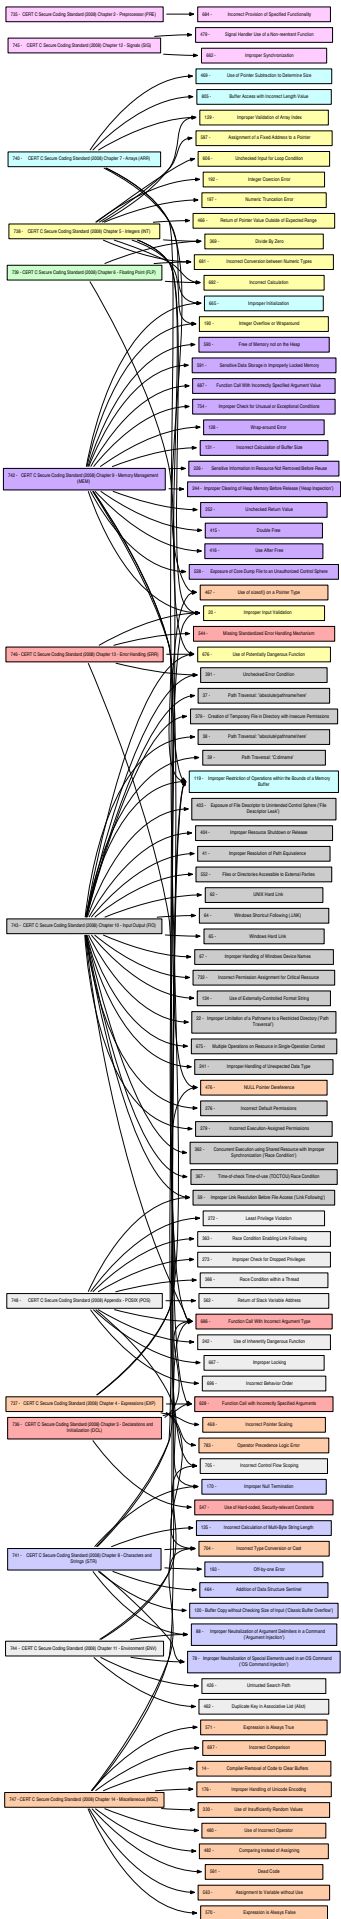 735 - CERT C Secure Coding Standard (2008) Chapter 2 - Preprocessor (PRE)
684 - Incorrect Provision of Specified Functionality
745 - CERT C Secure Coding Standard (2008) Chapter 12 - Signals (SIG)
479 - Signal Handler Use of a Non-reentrant Function
662 - Improper Synchronization
469 - Use of Pointer Subtraction to Determine Size
805 - Buffer Access with Incorrect Length Value
129 - Improper Validation of Array Index
587 - Assignment of a Fixed Address to a Pointer
740 - CERT C Secure Coding Standard (2008) Chapter 7 - Arrays (ARR)
606 - Unchecked Input for Loop Condition
192 - Integer Coercion Error
197 - Numeric Truncation Error
466 - Return of Pointer Value Outside of Expected Range
738 - CERT C Secure Coding Standard (2008) Chapter 5 - Integers (INT)
369 - Divide By Zero
681 - Incorrect Conversion between Numeric Types
739 - CERT C Secure Coding Standard (2008) Chapter 6 - Floating Point (FLP)
682 - Incorrect Calculation
665 - Improper Initialization
190 - Integer Overflow or Wraparound
590 - Free of Memory not on the Heap
591 - Sensitive Data Storage in Improperly Locked Memory
687 - Function Call With Incorrectly Specified Argument Value
754 - Improper Check for Unusual or Exceptional Conditions
128 - Wrap-around Error
131 - Incorrect Calculation of Buffer Size
226 - Sensitive Information in Resource Not Removed Before Reuse
742 - CERT C Secure Coding Standard (2008) Chapter 8 - Memory Management
(MEM)
244 - Improper Clearing of Heap Memory Before Release ('Heap Inspection')
252 - Unchecked Return Value
415 - Double Free
416 - Use After Free
528 - Exposure of Core Dump File to an Unauthorized Control Sphere
467 - Use of sizeof() on a Pointer Type
20 - Improper Input Validation
544 - Missing Standardized Error Handling Mechanism
746 - CERT C Secure Coding Standard (2008) Chapter 13 - Error Handling (ERR)
676 - Use of Potentially Dangerous Function
391 - Unchecked Error Condition
37 - Path Traversal: '/absolute/pathname/here'
379 - Creation of Temporary File in Directory with Insecure Permissions
38 - Path Traversal: '\absolute\pathname\here'
39 - Path Traversal: 'C:dirname'
119 - Improper Restriction of Operations within the Bounds of a Memory
Buffer
403 - Exposure of File Descriptor to Unintended Control Sphere ('File
Descriptor Leak')
404 - Improper Resource Shutdown or Release
41 - Improper Resolution of Path Equivalence
552 - Files or Directories Accessible to External Parties
62 - UNIX Hard Link
64 - Windows Shortcut Following (.LNK)
743 - CERT C Secure Coding Standard (2008) Chapter 10 - Input Output (FIO)
65 - Windows Hard Link
67 - Improper Handling of Windows Device Names
732 - Incorrect Permission Assignment for Critical Resource
134 - Use of Externally-Controlled Format String
22 - Improper Limitation of a Pathname to a Restricted Directory ('Path
Traversal')
675 - Multiple Operations on Resource in Single-Operation Context
241 - Improper Handling of Unexpected Data Type
476 - NULL Pointer Dereference
276 - Incorrect Default Permissions
279 - Incorrect Execution-Assigned Permissions
362 - Concurrent Execution using Shared Resource with Improper
Synchronization ('Race Condition')
367 - Time-of-check Time-of-use (TOCTOU) Race Condition
59 - Improper Link Resolution Before File Access ('Link Following')
272 - Least Privilege Violation
363 - Race Condition Enabling Link Following
273 - Improper Check for Dropped Privileges
366 - Race Condition within a Thread
748 - CERT C Secure Coding Standard (2008) Appendix - POSIX (POS)
562 - Return of Stack Variable Address
686 - Function Call With Incorrect Argument Type
242 - Use of Inherently Dangerous Function
667 - Improper Locking
696 - Incorrect Behavior Order
737 - CERT C Secure Coding Standard (2008) Chapter 4 - Expressions (EXP)
628 - Function Call with Incorrectly Specified Arguments
736 - CERT C Secure Coding Standard (2008) Chapter 3 - Declarations and
Initialization (DCL)
468 - Incorrect Pointer Scaling
783 - Operator Precedence Logic Error
705 - Incorrect Control Flow Scoping
170 - Improper Null Termination
547 - Use of Hard-coded, Security-relevant Constants
135 - Incorrect Calculation of Multi-Byte String Length
704 - Incorrect Type Conversion or Cast
741 - CERT C Secure Coding Standard (2008) Chapter 8 - Characters and
Strings (STR)
193 - Off-by-one Error
464 - Addition of Data Structure Sentinel
120 - Buffer Copy without Checking Size of Input ('Classic Buffer Overflow')
88 - Improper Neutralization of Argument Delimiters in a Command
('Argument Injection')
744 - CERT C Secure Coding Standard (2008) Chapter 11 - Environment (ENV)
78 - Improper Neutralization of Special Elements used in an OS Command
('OS Command Injection')
426 - Untrusted Search Path
462 - Duplicate Key in Associative List (Alist)
571 - Expression is Always True
697 - Incorrect Comparison
14 - Compiler Removal of Code to Clear Buffers
176 - Improper Handling of Unicode Encoding
747 - CERT C Secure Coding Standard (2008) Chapter 14 - Miscellaneous (MSC)
330 - Use of Insufficiently Random Values
480 - Use of Incorrect Operator
482 - Comparing instead of Assigning
561 - Dead Code
563 - Assignment to Variable without Use
570 - Expression is Always False